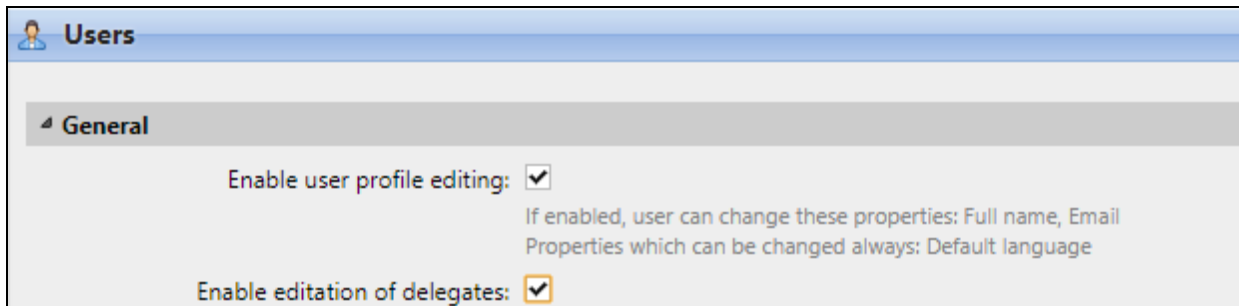 Users
General
Enable user profile editing:
If enabled, user can change these properties: Full name, Email
Properties which can be changed always: Default language
Enable editation of delegates: